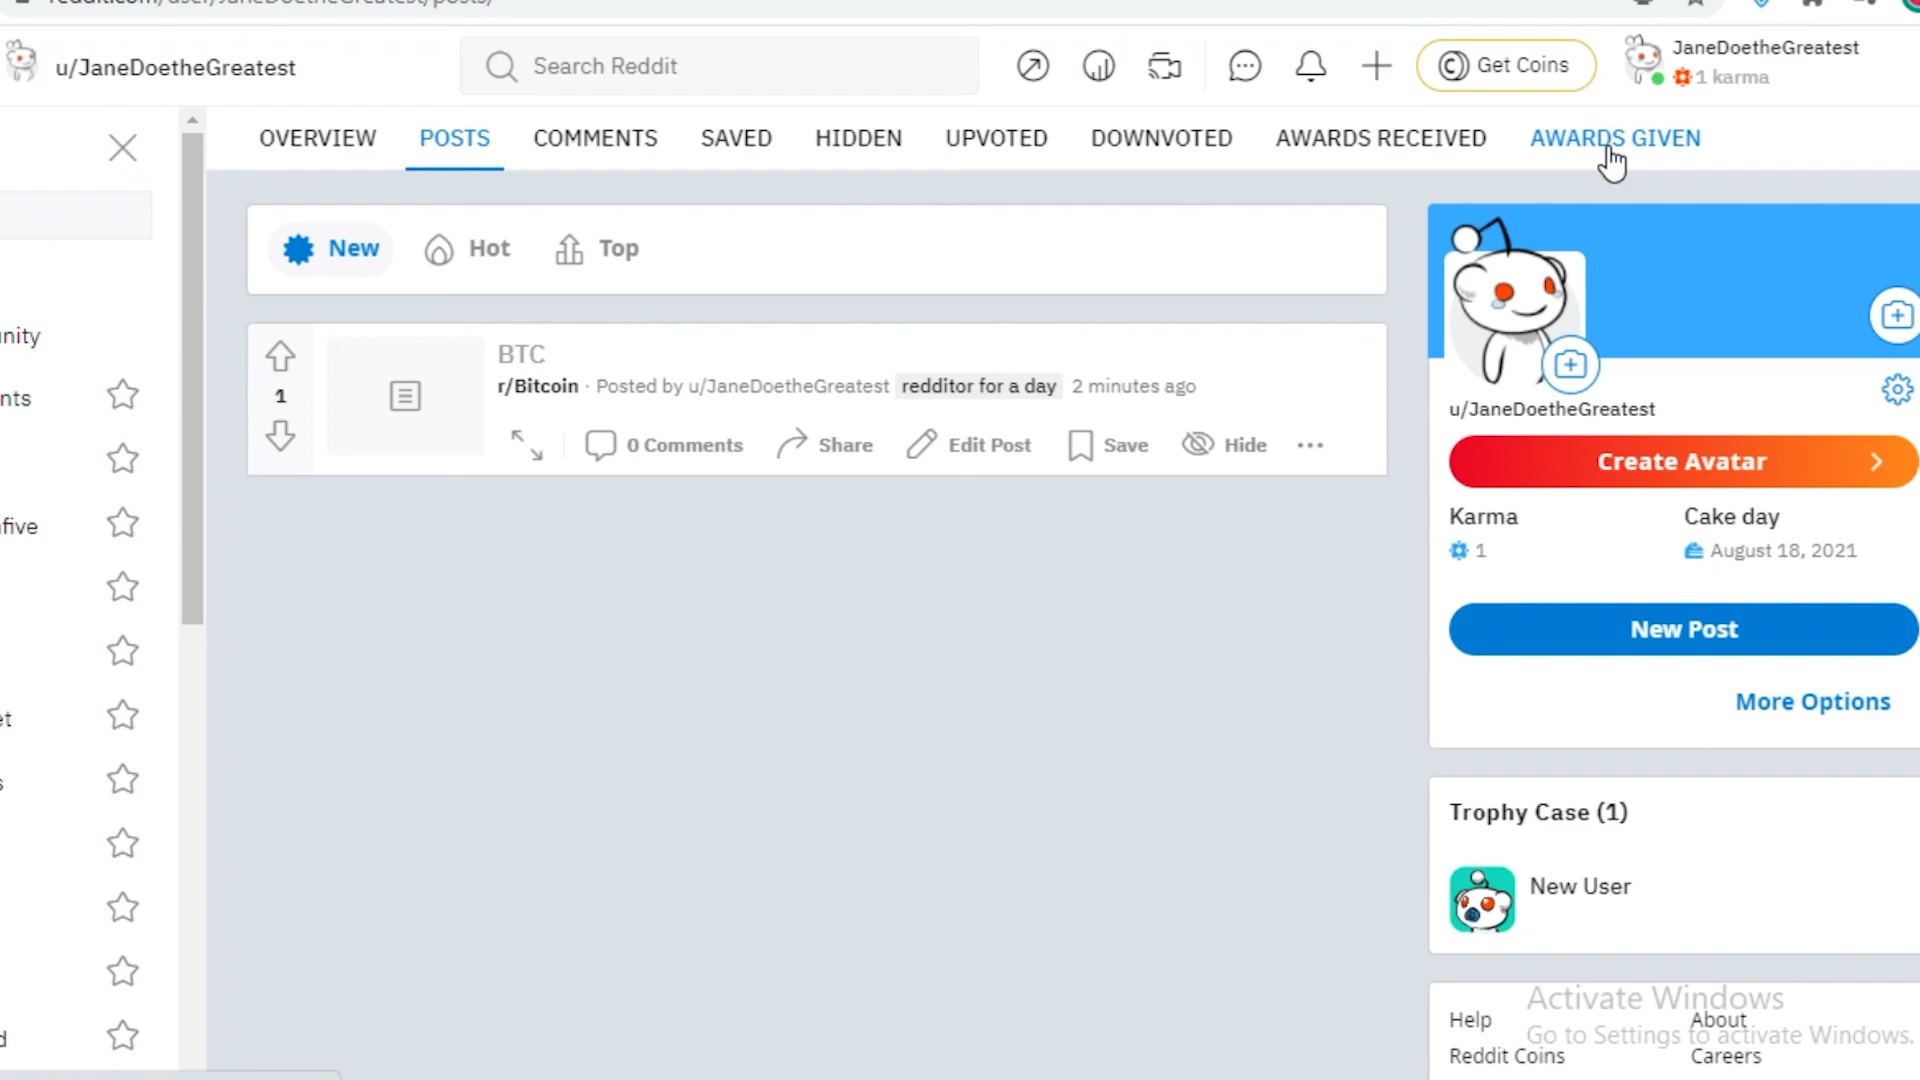 u/JaneDoetheGreatest
Search Reddit
Get Coins
JaneDoetheGreatest
1 karma
OVERVIEW POSTS COMMENTS SAVED HIDDEN UPVOTED DOWNVOTED AWARDS RECEIVED AWARDS GIVEN
New Hot Top
nity
nts
five
et
s
d
1
BTC
r/Bitcoin · Posted by u/JaneDoetheGreatest redditor for a day 2 minutes ago
0 Comments Share Edit Post Save Hide
u/JaneDoetheGreatest
Create Avatar
Karma Cake day
1 August 18, 2021
New Post
More Options
Trophy Case (1)
New User
Help About
Reddit Coins Careers
Activate Windows
Go to Settings to activate Windows.